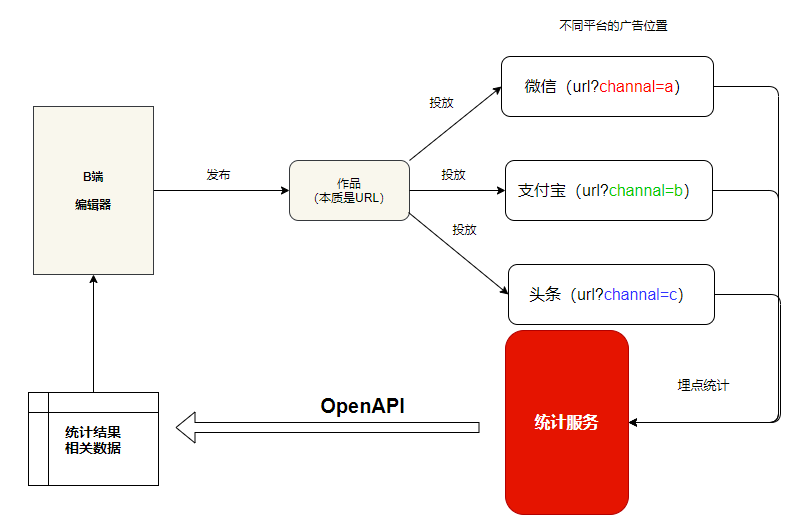 不同平台的广告位置
微信（url?channal=a）
投放
B端
编辑器
发布
作品
（本质是URL）
投放
支付宝（url?channal=b）
投放
头条（url?channal=c）
埋点统计
OpenAPI
统计服务
统计结果
相关数据